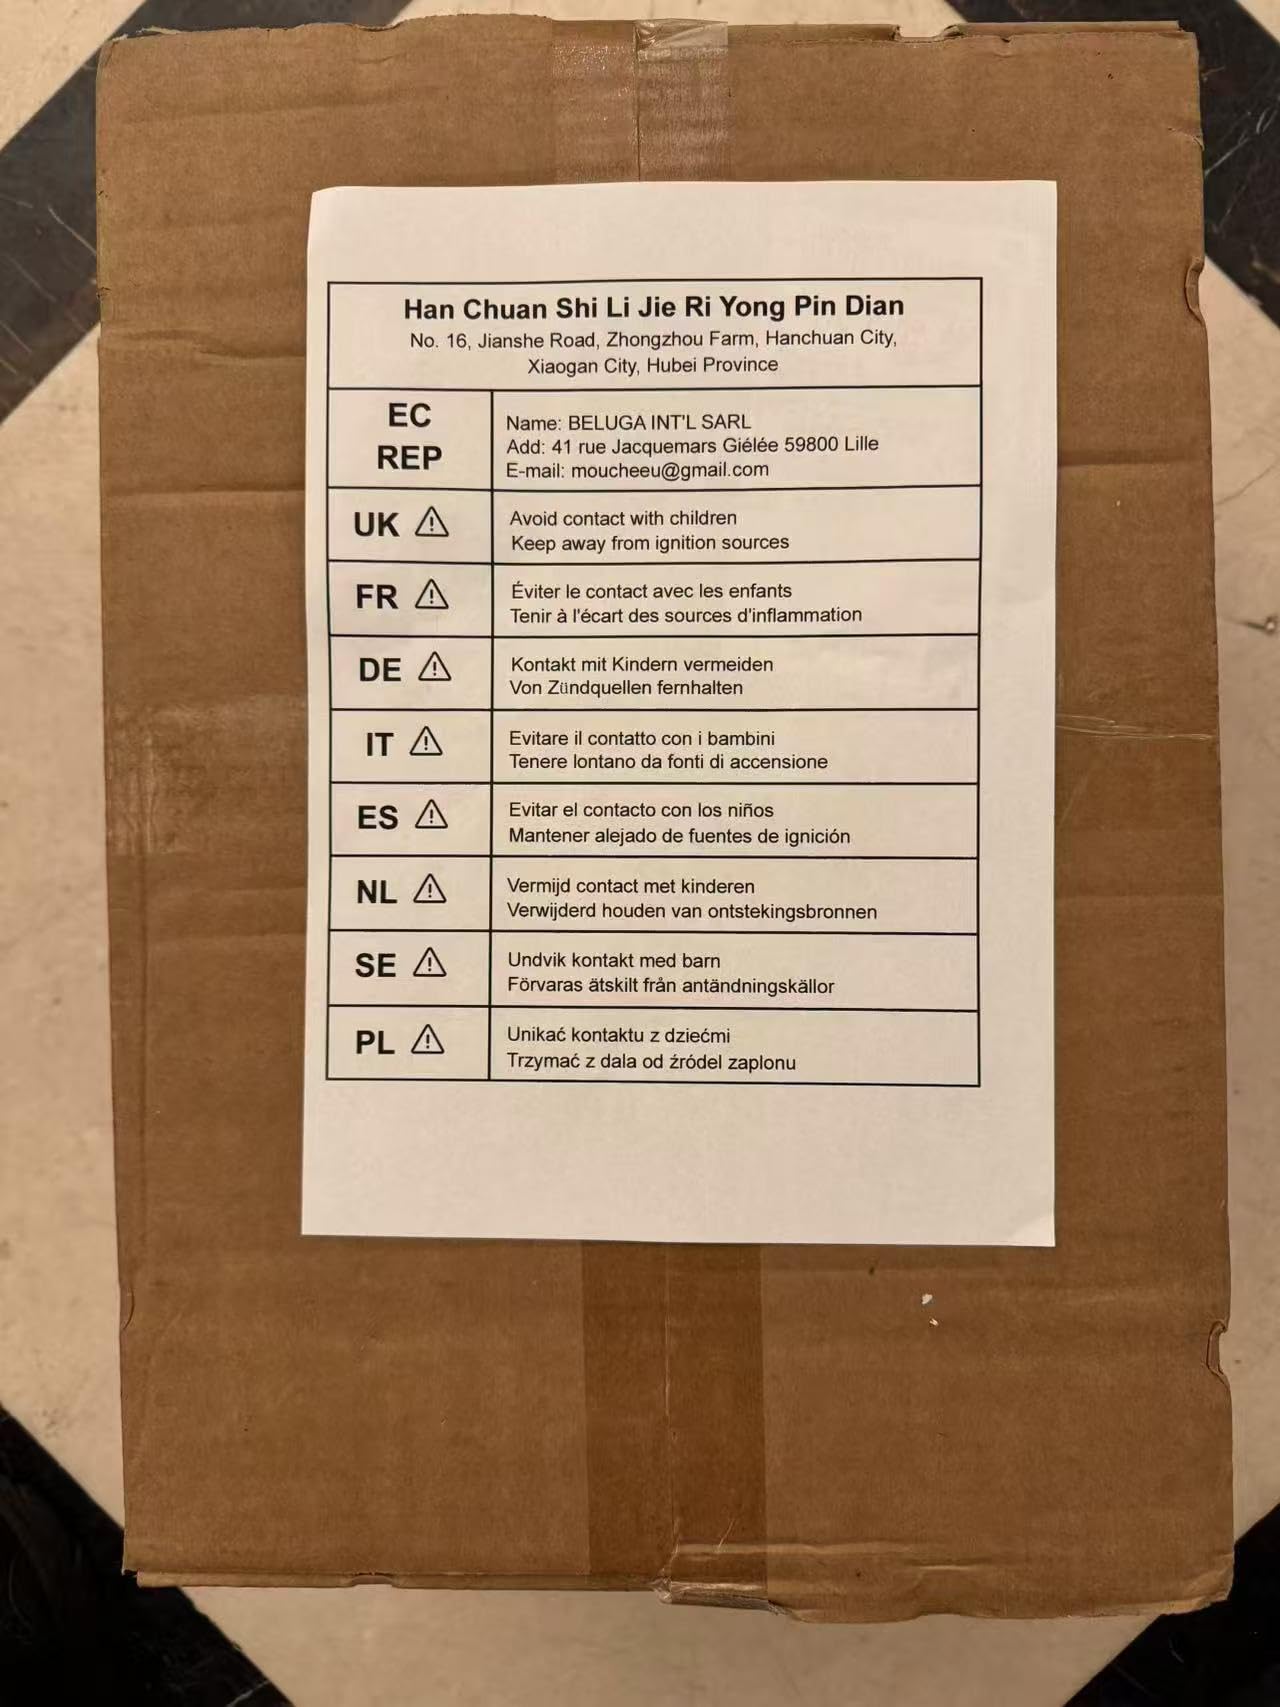 Han Chuan Shi Li Jie Ri Yong Pin Dian
No. 16, Jianshe Road, Zhongzhou Farm, Hanchuan City,
Xiaogan City, Hubei Province
EC
REP
Name: BELUGA INT'L SARL
Add: 41 rue Jacquemars Giélée 59800 Lille
E-mail: moucheeu@gmail.com
UK
Avoid contact with children
Keep away from ignition sources
FR
Éviter le contact avec les enfants
Tenir à l'écart des sources d'inflammation
DE
Kontakt mit Kindern vermeiden
Von Zündquellen fernhalten
IT
Evitare il contatto con i bambini
Tenere lontano da fonti di accensione
ES
Evitar el contacto con los niños
Mantener alejado de fuentes de ignición
NL
Vermijd contact met kinderen
Verwijderd houden van ontstekingsbronnen
SE
Undvik kontakt med barn
Förvaras ätskilt från antändningskällor
PL
Unikać kontaktu z dziećmi
Trzymać z dala od źródel zaplonu